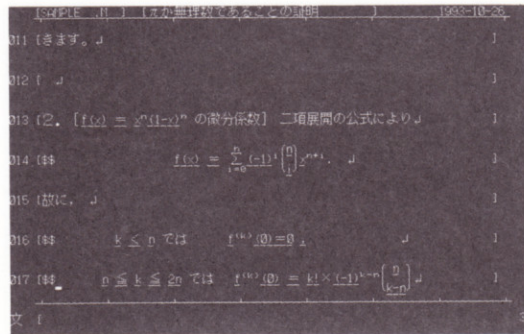 [SAMPLE .M ] [πが無理数であることの証明 ] 1993-10-26
011 [きます。↲ ]
012 [ ↲ ]
013 [2. [f(x) = xⁿ(1-x)ⁿ の微分係数] 二項展開の公式により↲ ]
014 [$$ f(x) = Σ_{i=0}^{n} (-1)^i (n i) x^{n+i}. ↲ ]
015 [故に, ↲ ]
016 [$$ k ≤ n では f^{(k)}(0)=0 , ↲ ]
017 [$$ n ≦ k ≦ 2n では f^{(k)}(0) = k!×(-1)^{k-n} (n k-n) ↲ ]
文 [